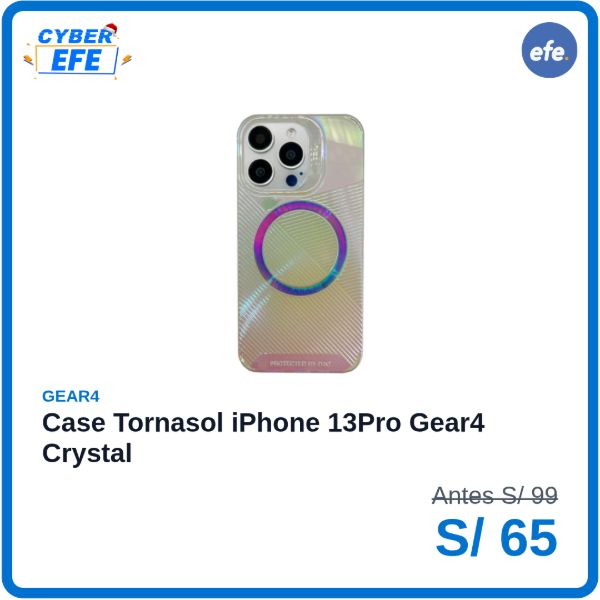 CYBER
EFE
efe.
GEAR4
Case Tornasol iPhone 13Pro Gear4
Crystal
Antes S/ 99
S/ 65